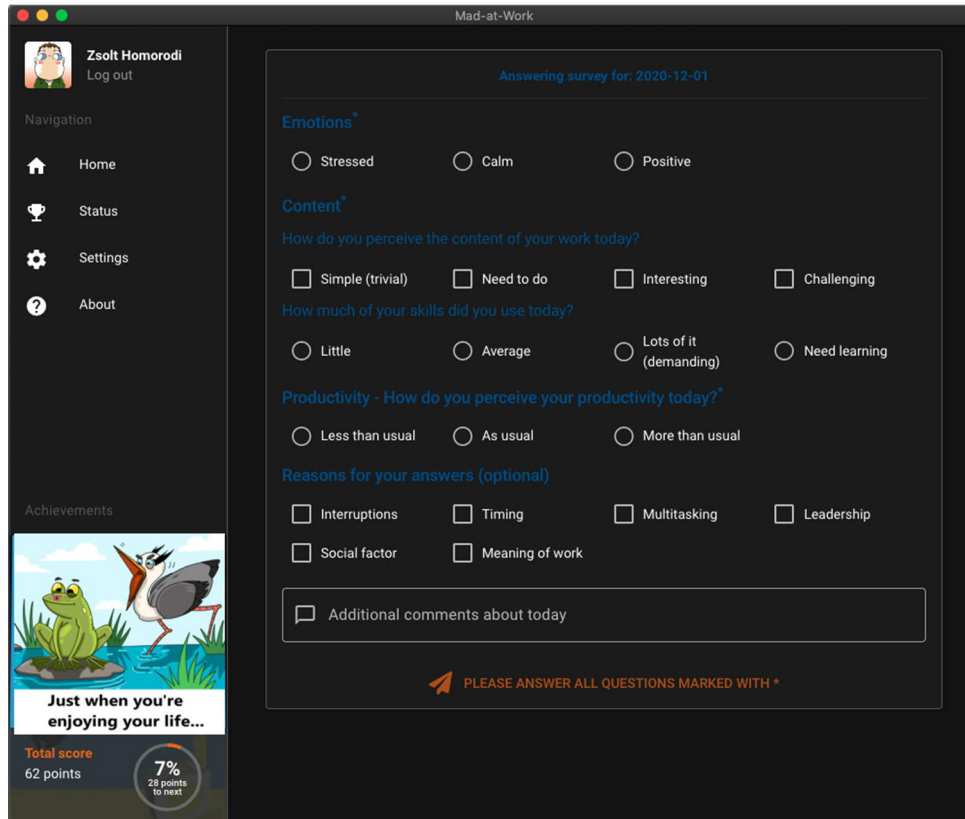 Mad-at-Work
Zsolt Homorodi
Log out
Navigation
Home
Status
Settings
About
Achievements
Just when you're
enjoying your life...
Total score
62 points
7%
28 points
to next
Answering survey for: 2020-12-01
Emotions*
Stressed Calm Positive
Content*
How do you perceive the content of your work today?
Simple (trivial) Need to do Interesting Challenging
How much of your skills did you use today?
Little Average Lots of it (demanding) Need learning
Productivity - How do you perceive your productivity today?*
Less than usual As usual More than usual
Reasons for your answers (optional)
Interruptions Timing Multitasking Leadership
Social factor Meaning of work
Additional comments about today
PLEASE ANSWER ALL QUESTIONS MARKED WITH *